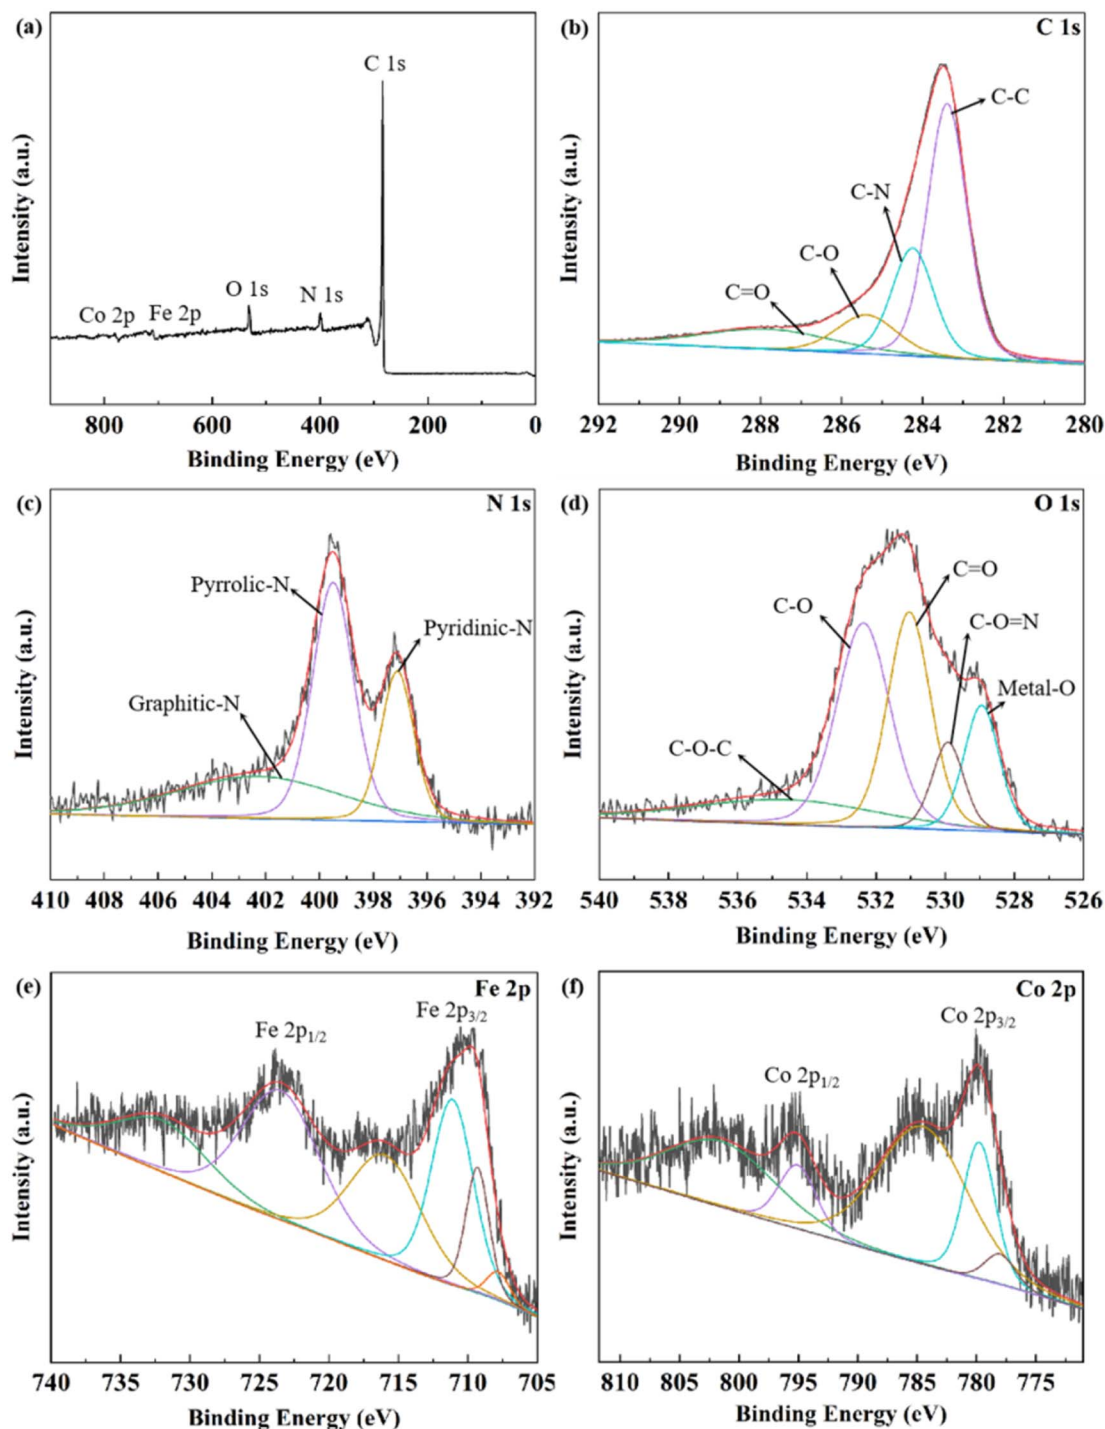 (a)
C 1s
O 1s
N 1s
Co 2p
Fe 2p
Intensity (a.u.)
800 600 400 200 0
Binding Energy (eV)
(b)
C 1s
C-C
C-N
C-O
C=O
Intensity (a.u.)
292 290 288 286 284 282 280
Binding Energy (eV)
(c)
N 1s
Pyrrolic-N
Pyridinic-N
Graphitic-N
Intensity (a.u.)
410 408 406 404 402 400 398 396 394 392
Binding Energy (eV)
(d)
O 1s
C=O
C-O
C-O=N
Metal-O
C-O-C
Intensity (a.u.)
540 538 536 534 532 530 528 526
Binding Energy (eV)
(e)
Fe 2p
Fe 2p3/2
Fe 2p1/2
Intensity (a.u.)
740 735 730 725 720 715 710 705
Binding Energy (eV)
(f)
Co 2p
Co 2p3/2
Co 2p1/2
Intensity (a.u.)
810 805 800 795 790 785 780 775
Binding Energy (eV)